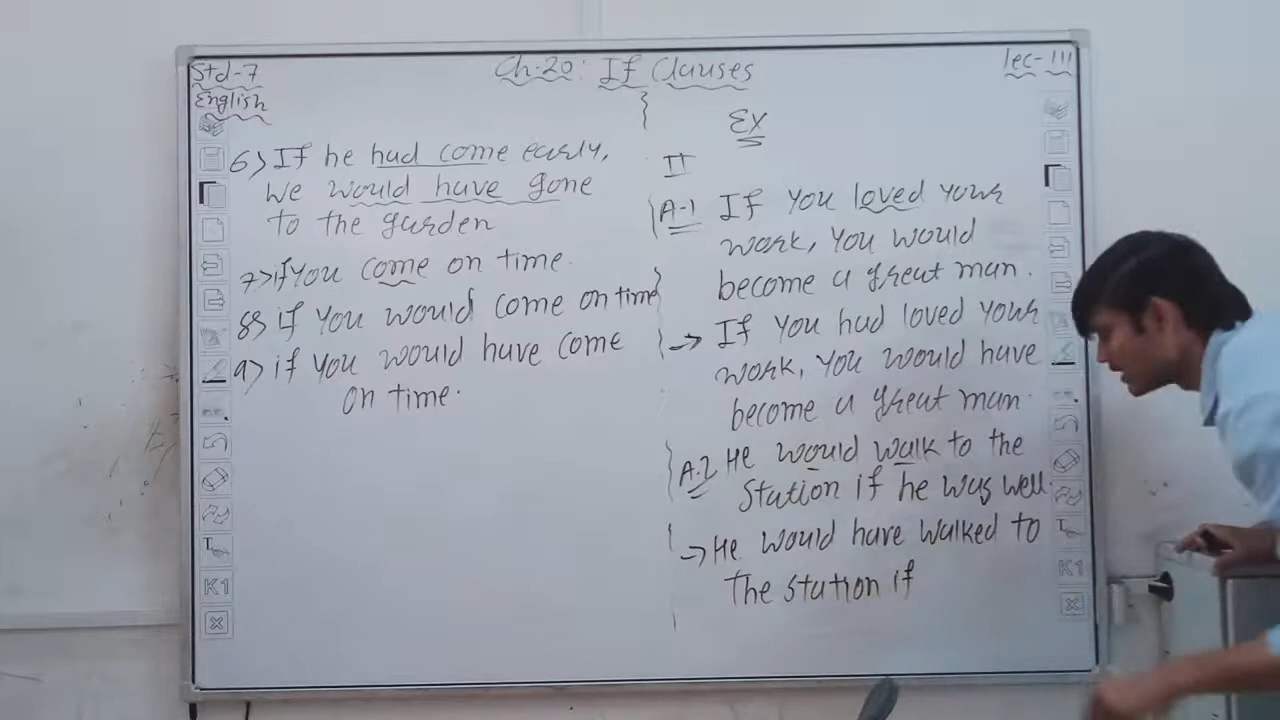 Std-7
English
Ch-20: If Clauses
lec-III
6) If he had come early,
we would have gone
to the garden
7) if you come on time.
8) if you would come on time
9) if you would have come
on time.
Ex
II
A-1 If you loved your
work, you would
become a great man.
→ If you had loved your
work, you would have
become a great man.
A-2 He would walk to the
station if he was well.
→ He would have walked to
the station if
T
K1
T
K1